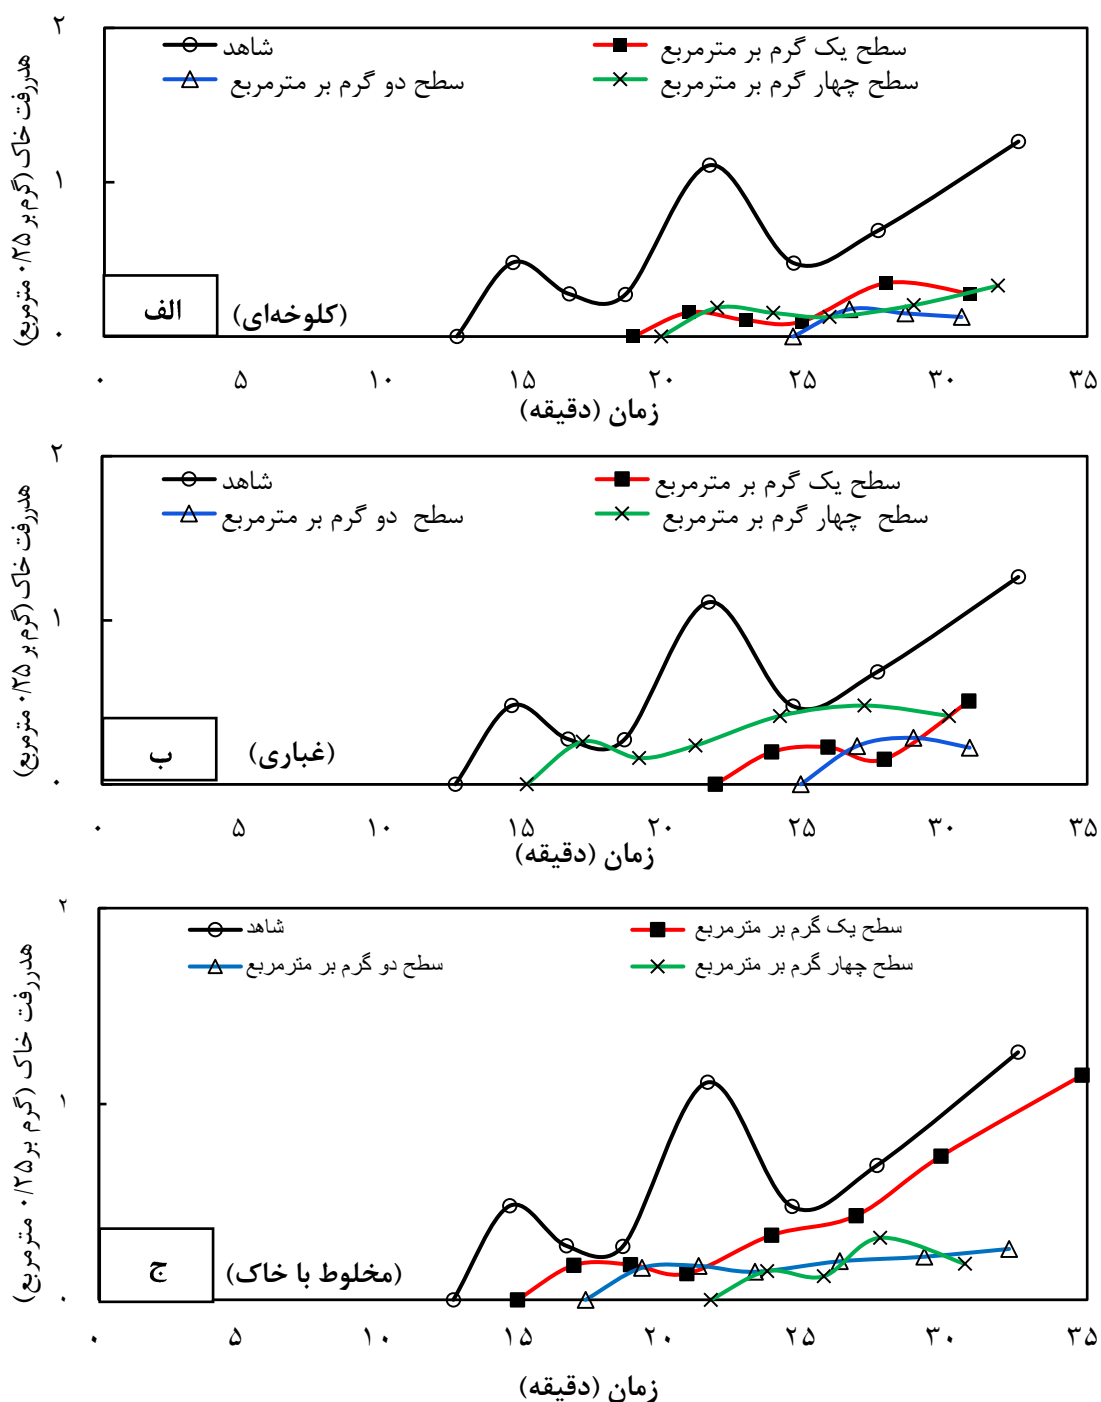 هدررفت خاک (گرم بر ۰/۲۵ مترمربع)
۲
۱
۰
شاهد
سطح یک گرم بر مترمربع
سطح دو گرم بر مترمربع
سطح چهار گرم بر مترمربع
الف
(کلوخه‌ای)
۰ ۵ ۱۰ ۱۵ ۲۰ ۲۵ ۳۰ ۳۵
زمان (دقیقه)
هدررفت خاک (گرم بر ۰/۲۵ مترمربع)
۲
۱
۰
شاهد
سطح یک گرم بر مترمربع
سطح دو گرم بر مترمربع
سطح چهار گرم بر مترمربع
ب
(غباری)
۰ ۵ ۱۰ ۱۵ ۲۰ ۲۵ ۳۰ ۳۵
زمان (دقیقه)
هدررفت خاک (گرم بر ۰/۲۵ مترمربع)
۲
۱
۰
شاهد
سطح یک گرم بر مترمربع
سطح دو گرم بر مترمربع
سطح چهار گرم بر مترمربع
ج
(مخلوط با خاک)
۰ ۵ ۱۰ ۱۵ ۲۰ ۲۵ ۳۰ ۳۵
زمان (دقیقه)